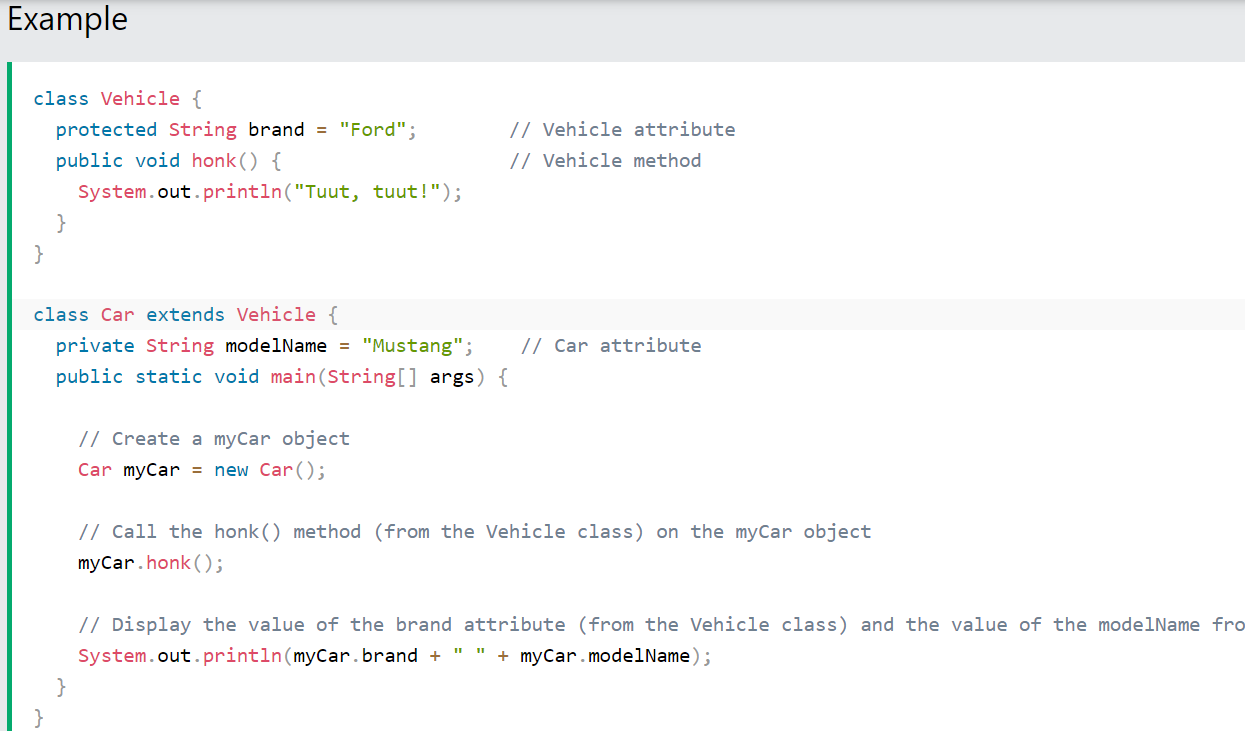 Example
class Vehicle {
  protected String brand = "Ford";        // Vehicle attribute
  public void honk() {                    // Vehicle method
    System.out.println("Tuut, tuut!");
  }
}
class Car extends Vehicle {
  private String modelName = "Mustang";    // Car attribute
  public static void main(String[] args) {
    // Create a myCar object
    Car myCar = new Car();
    // Call the honk() method (from the Vehicle class) on the myCar object
    myCar.honk();
    // Display the value of the brand attribute (from the Vehicle class) and the value of the modelName fro
    System.out.println(myCar.brand + " " + myCar.modelName);
  }
}